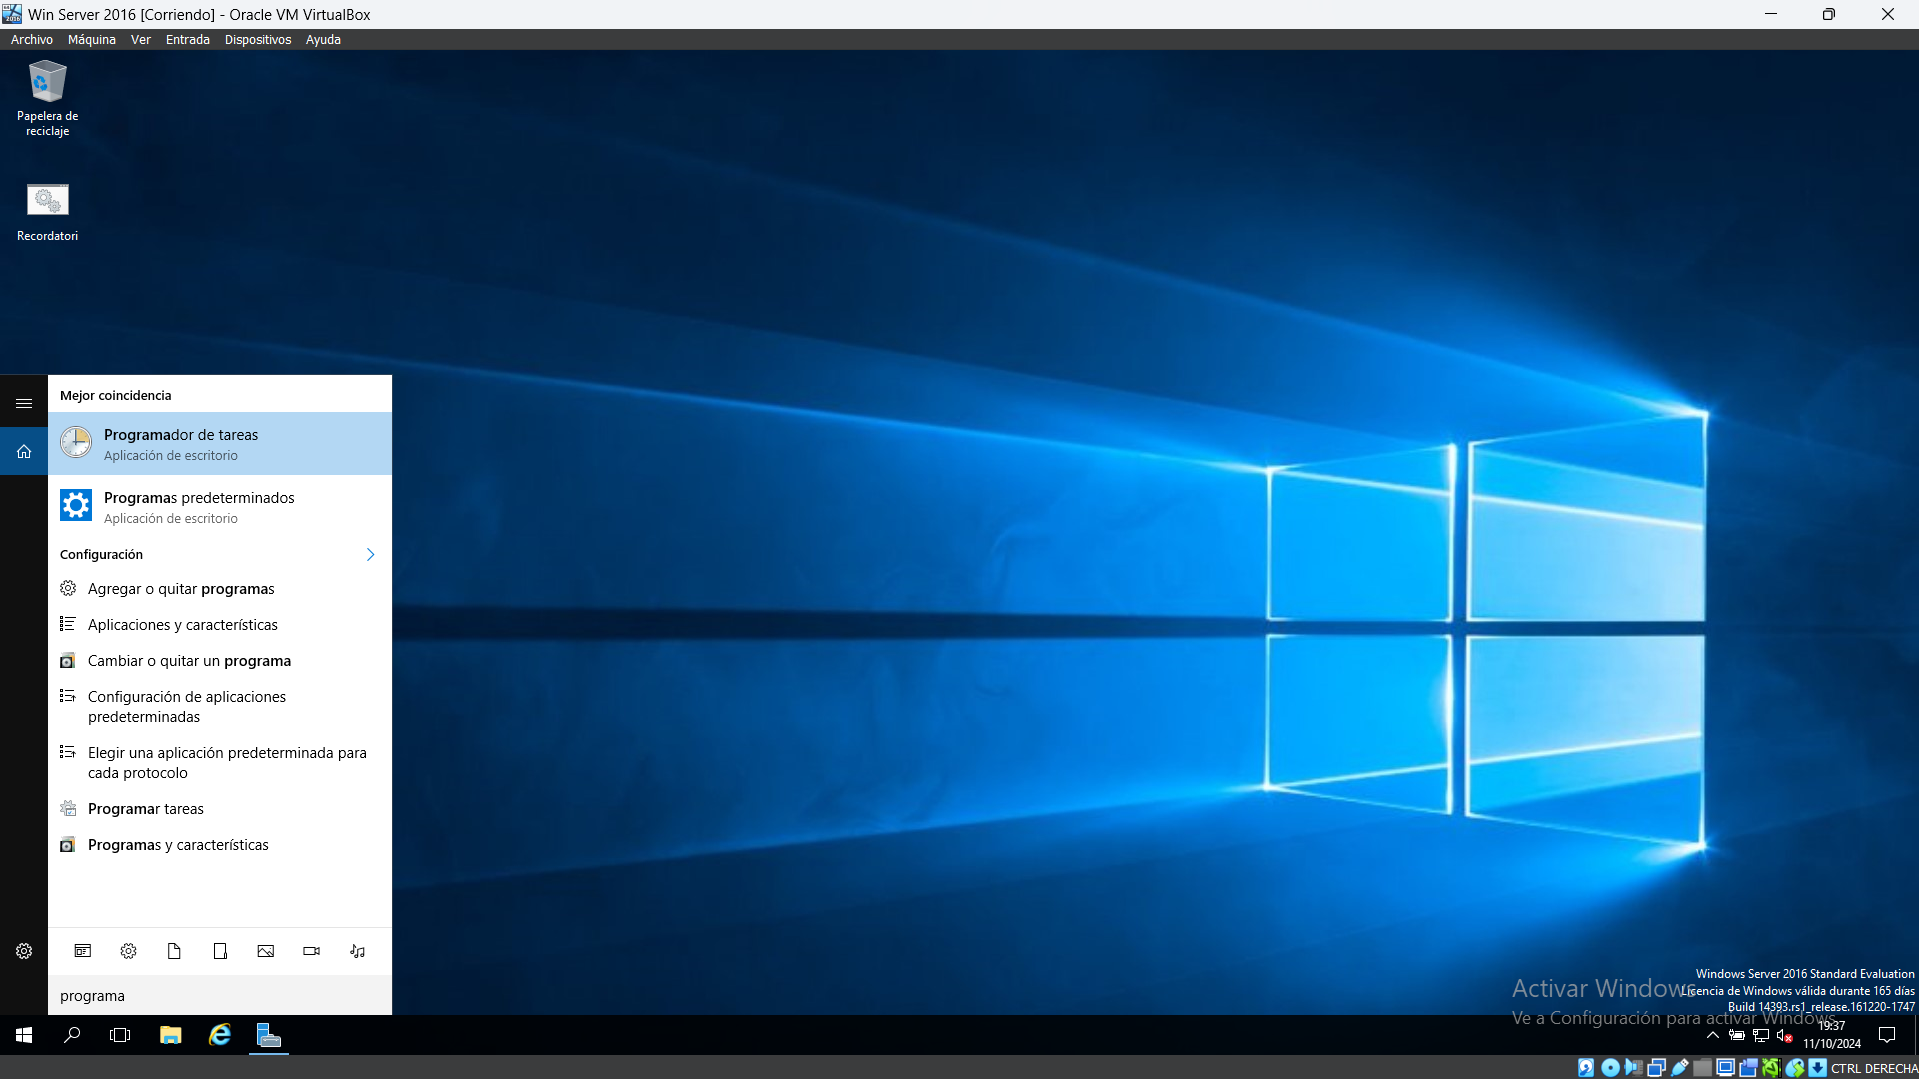 Win Server 2016 [Corriendo] - Oracle VM VirtualBox
Archivo Máquina Ver Entrada Dispositivos Ayuda
Papelera de
reciclaje
Recordatori
Mejor coincidencia
Programador de tareas
Aplicación de escritorio
Programas predeterminados
Aplicación de escritorio
Configuración
Agregar o quitar programas
Aplicaciones y características
Cambiar o quitar un programa
Configuración de aplicaciones
predeterminadas
Elegir una aplicación predeterminada para
cada protocolo
Programar tareas
Programas y características
programa
Windows Server 2016 Standard Evaluation
Activar Windows
Licencia de Windows válida durante 165 días
Build 14393.rs1_release.161220-1747
Ve a Configuración para activar Windows.
19:37
11/10/2024
CTRL DERECHA